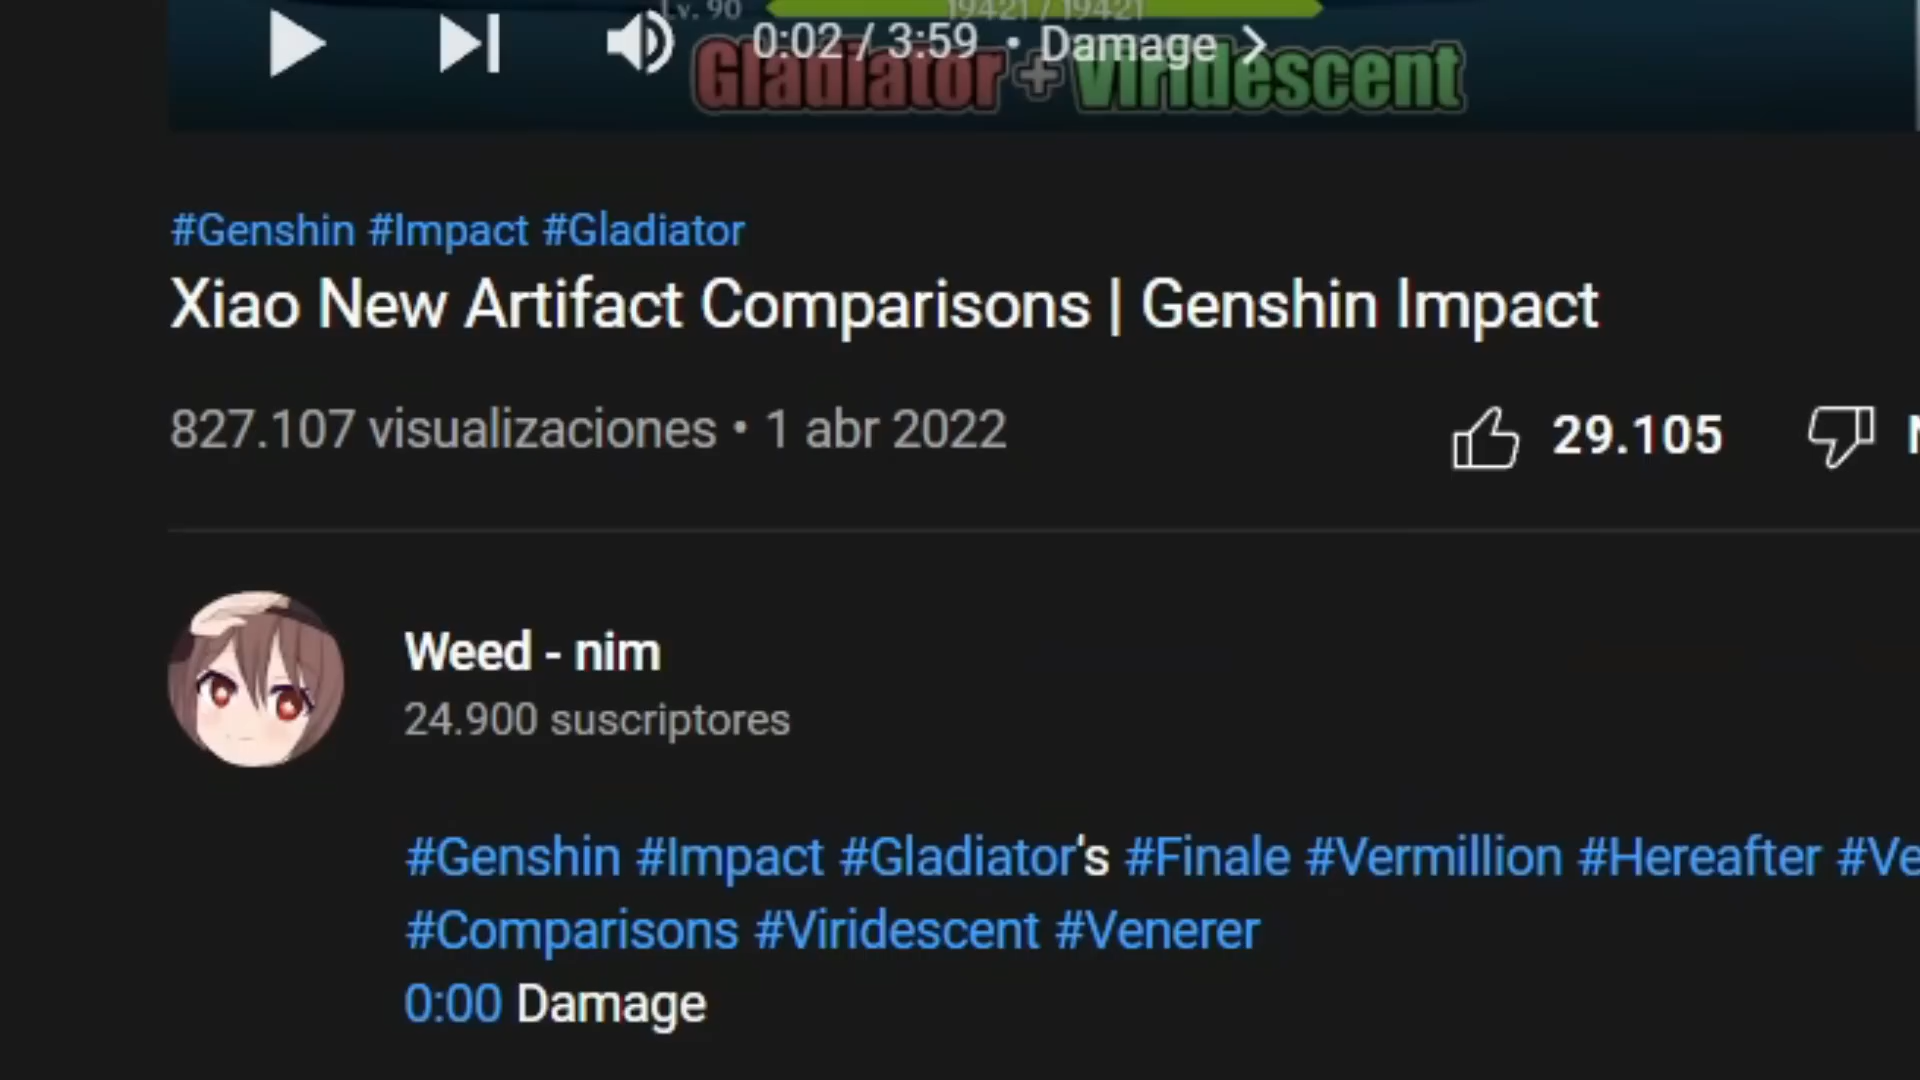 Lv. 90 19421 / 19421
0:02 / 3:59 • Damage
Gladiator + Viridescent
#Genshin #Impact #Gladiator
Xiao New Artifact Comparisons | Genshin Impact
827.107 visualizaciones • 1 abr 2022
29.105
Weed - nim
24.900 suscriptores
#Genshin #Impact #Gladiator's #Finale #Vermillion #Hereafter #Ve
#Comparisons #Viridescent #Venerer
0:00 Damage